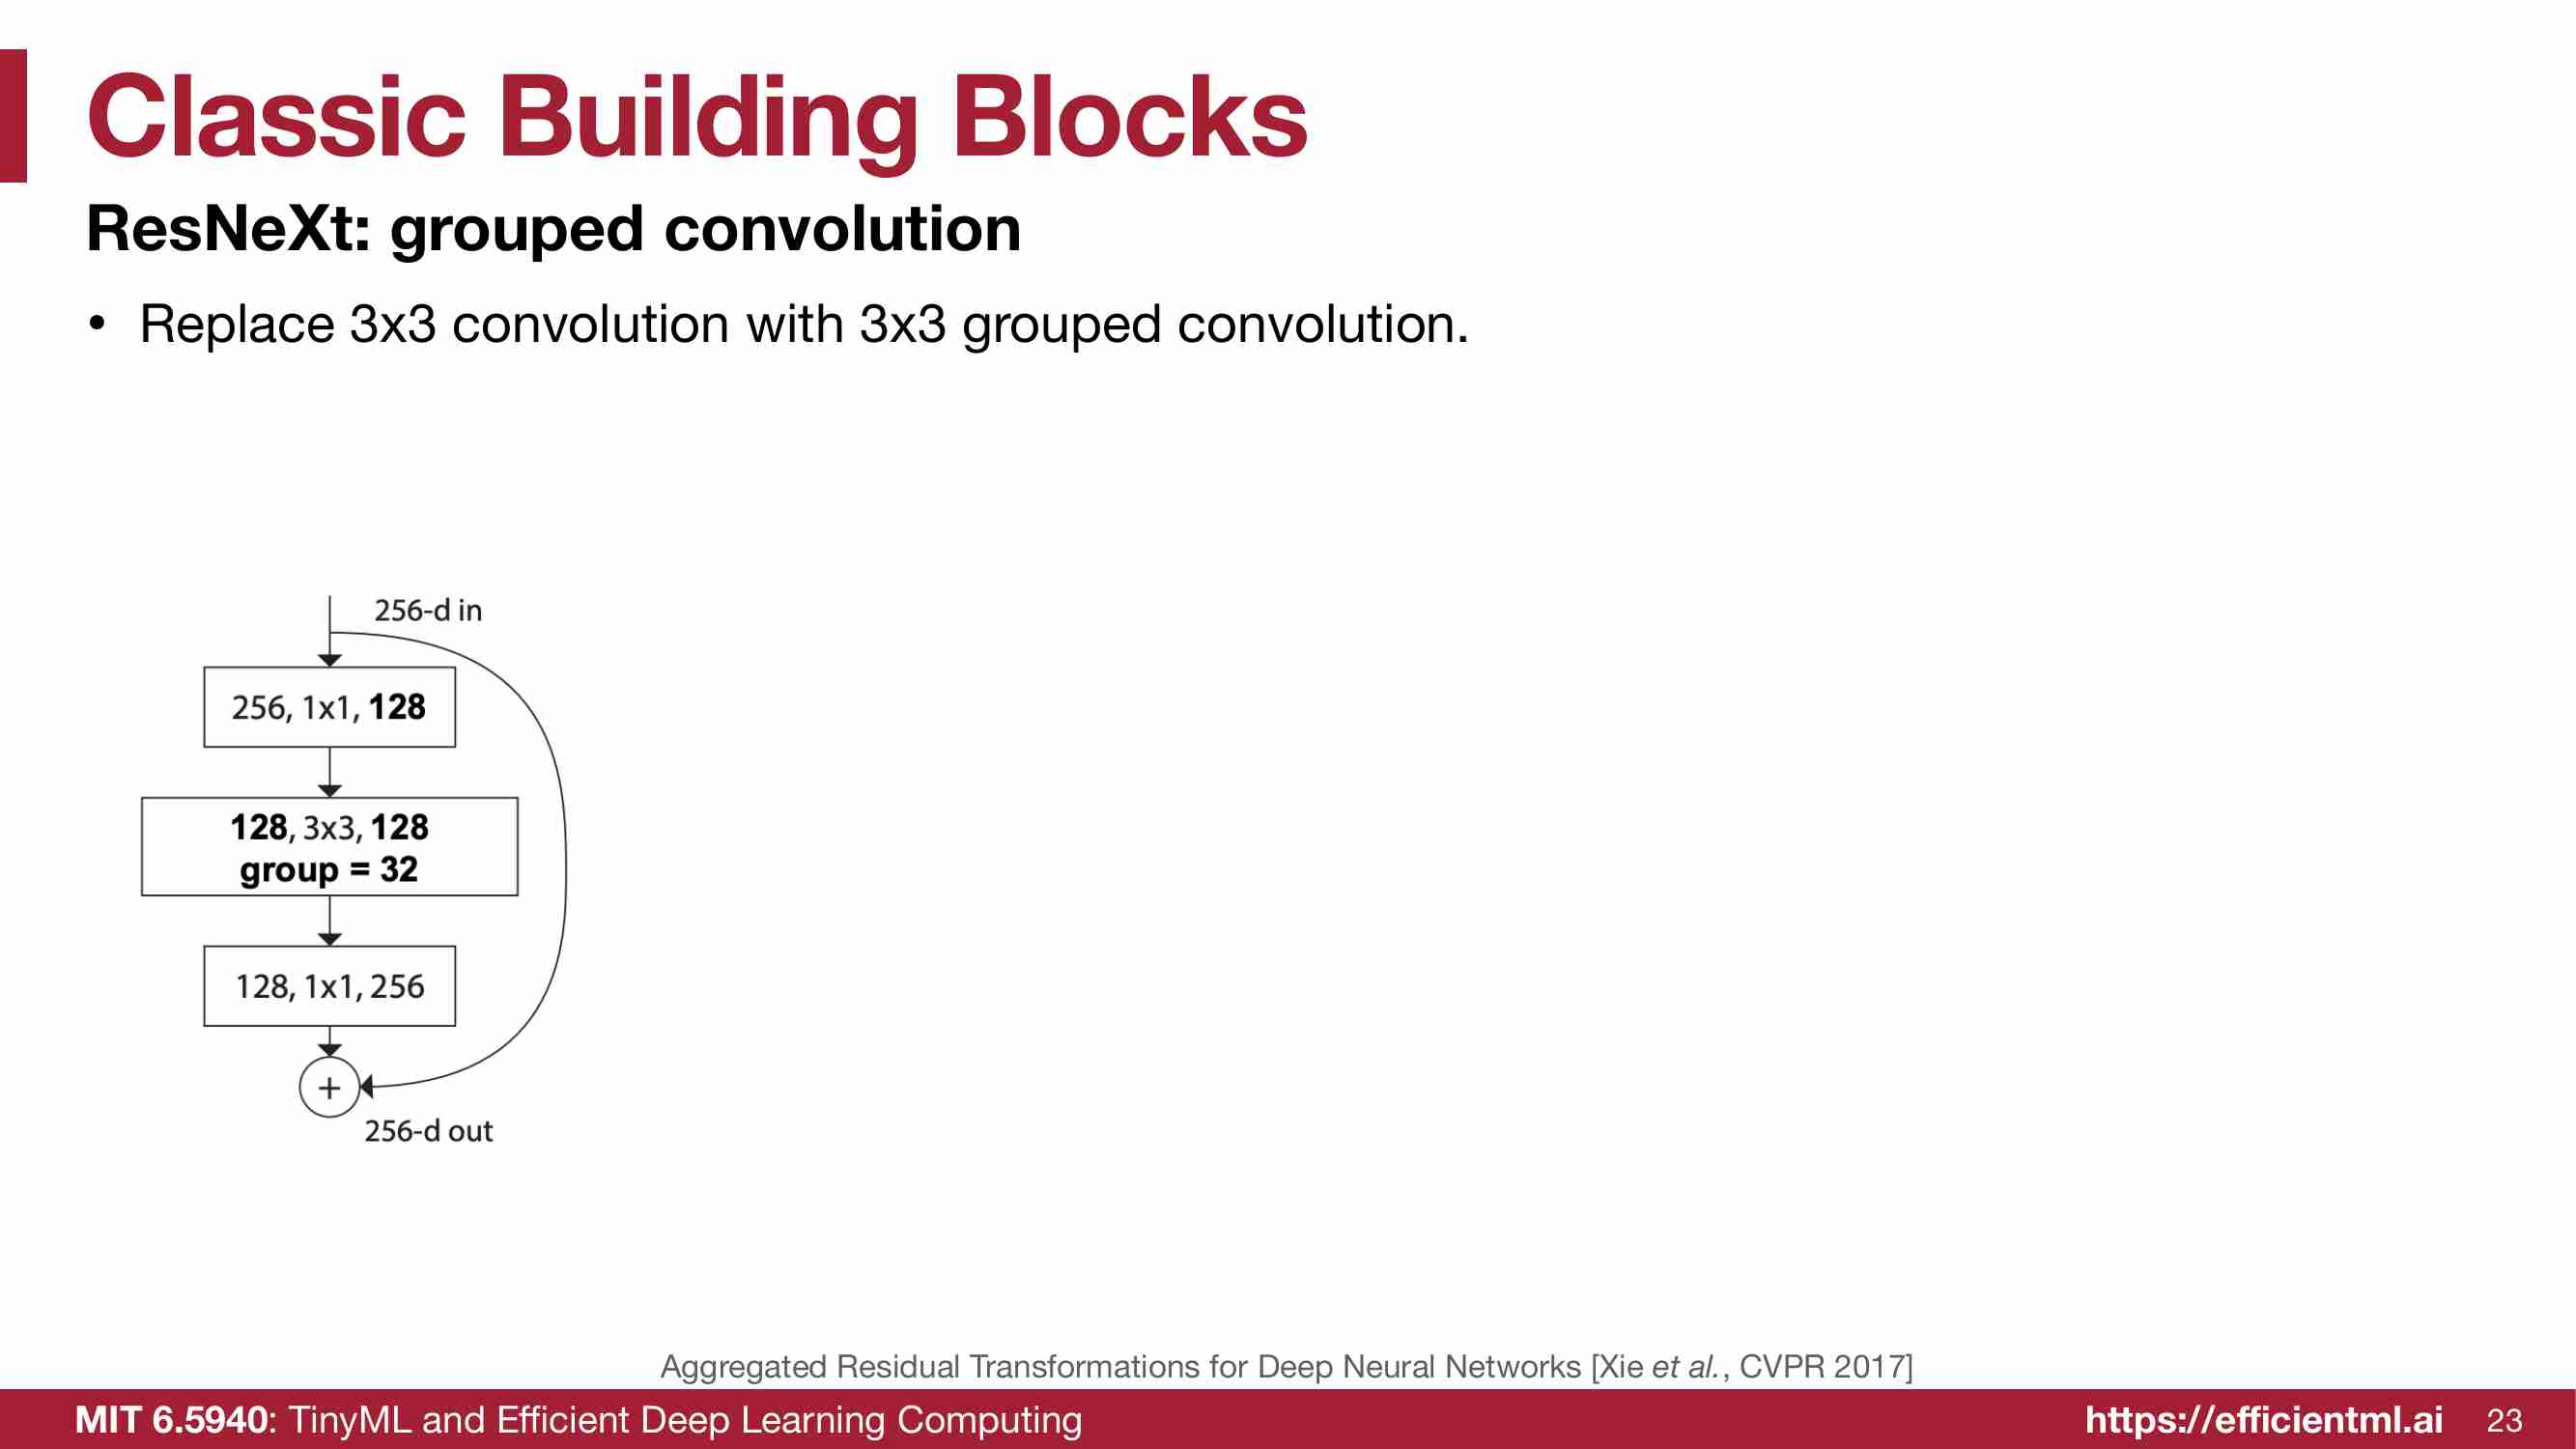 Classic Building Blocks
ResNeXt: grouped convolution
• Replace 3x3 convolution with 3x3 grouped convolution.
256-d in
256, 1x1, 128
128, 3x3, 128
group = 32
128, 1x1, 256
+
256-d out
Aggregated Residual Transformations for Deep Neural Networks [Xie et al., CVPR 2017]
MIT 6.5940: TinyML and Efficient Deep Learning Computing
https://efficientml.ai 23